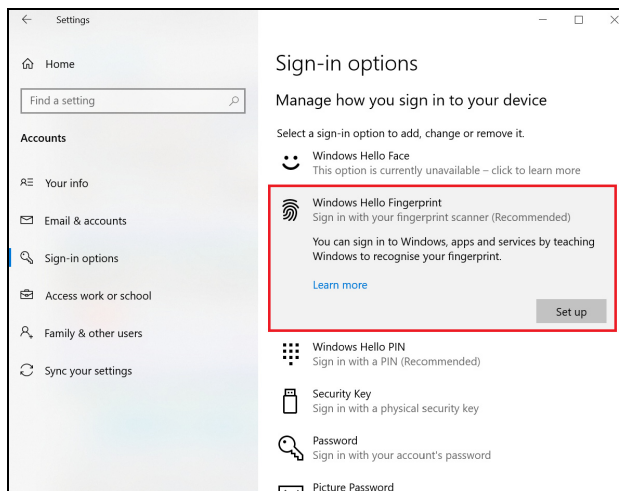 Settings
Home
Find a setting
Accounts
Your info
Email & accounts
Sign-in options
Access work or school
Family & other users
Sync your settings
Sign-in options
Manage how you sign in to your device
Select a sign-in option to add, change or remove it.
Windows Hello Face
This option is currently unavailable – click to learn more
Windows Hello Fingerprint
Sign in with your fingerprint scanner (Recommended)
You can sign in to Windows, apps and services by teaching
Windows to recognise your fingerprint.
Learn more
Set up
Windows Hello PIN
Sign in with a PIN (Recommended)
Security Key
Sign in with a physical security key
Password
Sign in with your account's password
Picture Password